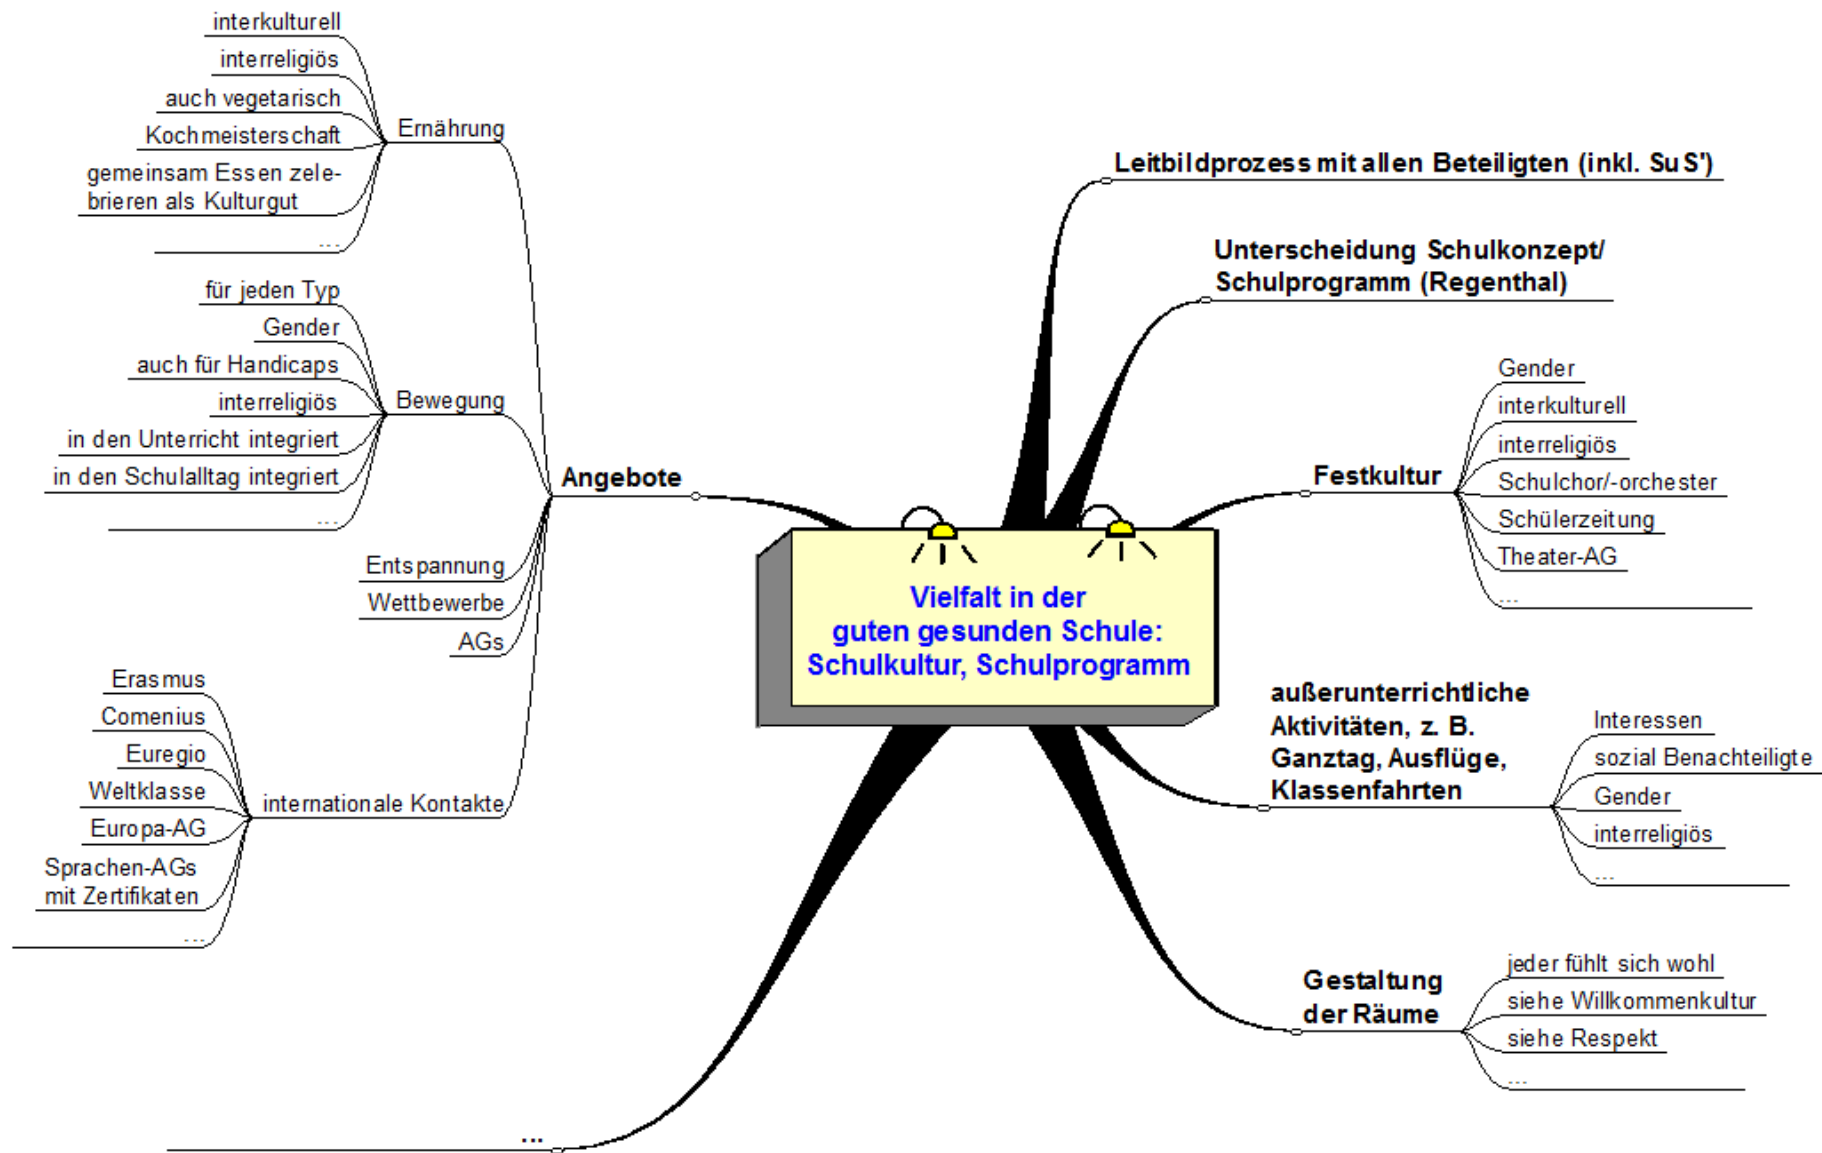 Vielfalt in der
guten gesunden Schule:
Schulkultur, Schulprogramm
Leitbildprozess mit allen Beteiligten (inkl. SuS')
Unterscheidung Schulkonzept/
Schulprogramm (Regenthal)
Festkultur
Gender
interkulturell
interreligiös
Schulchor/-orchester
Schülerzeitung
Theater-AG
...
außerunterrichtliche
Aktivitäten, z. B.
Ganztag, Ausflüge,
Klassenfahrten
Interessen
sozial Benachteiligte
Gender
interreligiös
...
Gestaltung
der Räume
jeder fühlt sich wohl
siehe Willkommenkultur
siehe Respekt
...
...
Angebote
Ernährung
interkulturell
interreligiös
auch vegetarisch
Kochmeisterschaft
gemeinsam Essen zele-
brieren als Kulturgut
...
Bewegung
für jeden Typ
Gender
auch für Handicaps
interreligiös
in den Unterricht integriert
in den Schulalltag integriert
...
Entspannung
Wettbewerbe
AGs
internationale Kontakte
Erasmus
Comenius
Euregio
Weltklasse
Europa-AG
Sprachen-AGs
mit Zertifikaten
...